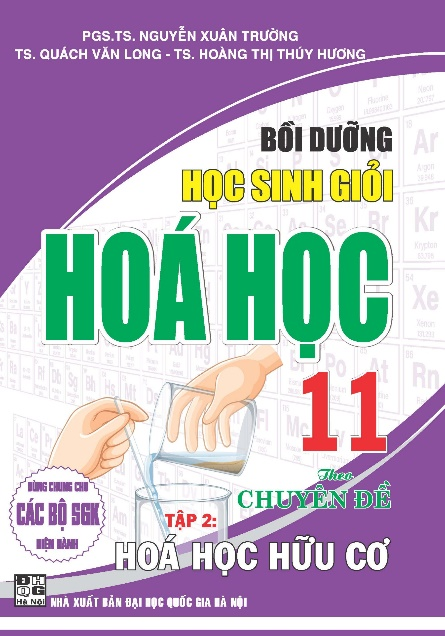 PGS.TS. NGUYỄN XUÂN TRƯỜNG
TS. QUÁCH VĂN LONG - TS. HOÀNG THỊ THÚY HƯƠNG
BỒI DƯỠNG
HỌC SINH GIỎI
HOÁ HỌC
11
Theo
CHUYÊN ĐỀ
DÙNG CHUNG CHO
CÁC BỘ SGK
HIỆN HÀNH
TẬP 2:
HOÁ HỌC HỮU CƠ
ĐHQG
Hà Nội
NHÀ XUẤT BẢN ĐẠI HỌC QUỐC GIA HÀ NỘI